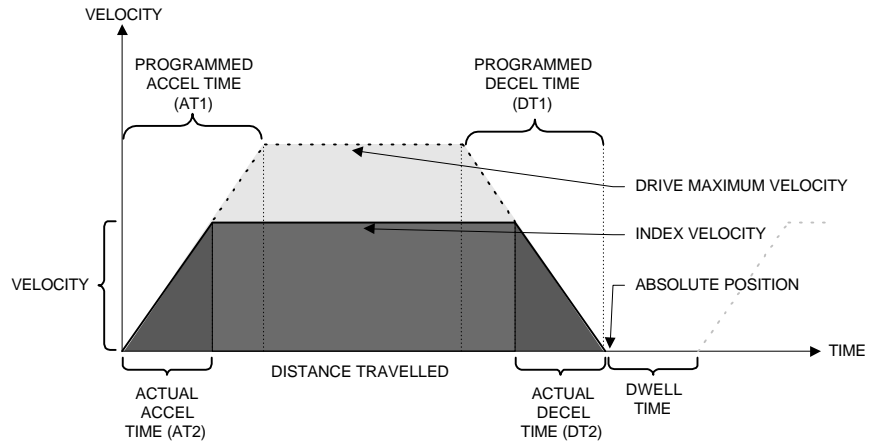 VELOCITY
PROGRAMMED
ACCEL TIME
(AT1)
PROGRAMMED
DECEL TIME
(DT1)
DRIVE MAXIMUM VELOCITY
INDEX VELOCITY
VELOCITY
ABSOLUTE POSITION
TIME
DISTANCE TRAVELLED
ACTUAL
ACCEL
TIME (AT2)
ACTUAL
DECEL
TIME (DT2)
DWELL
TIME